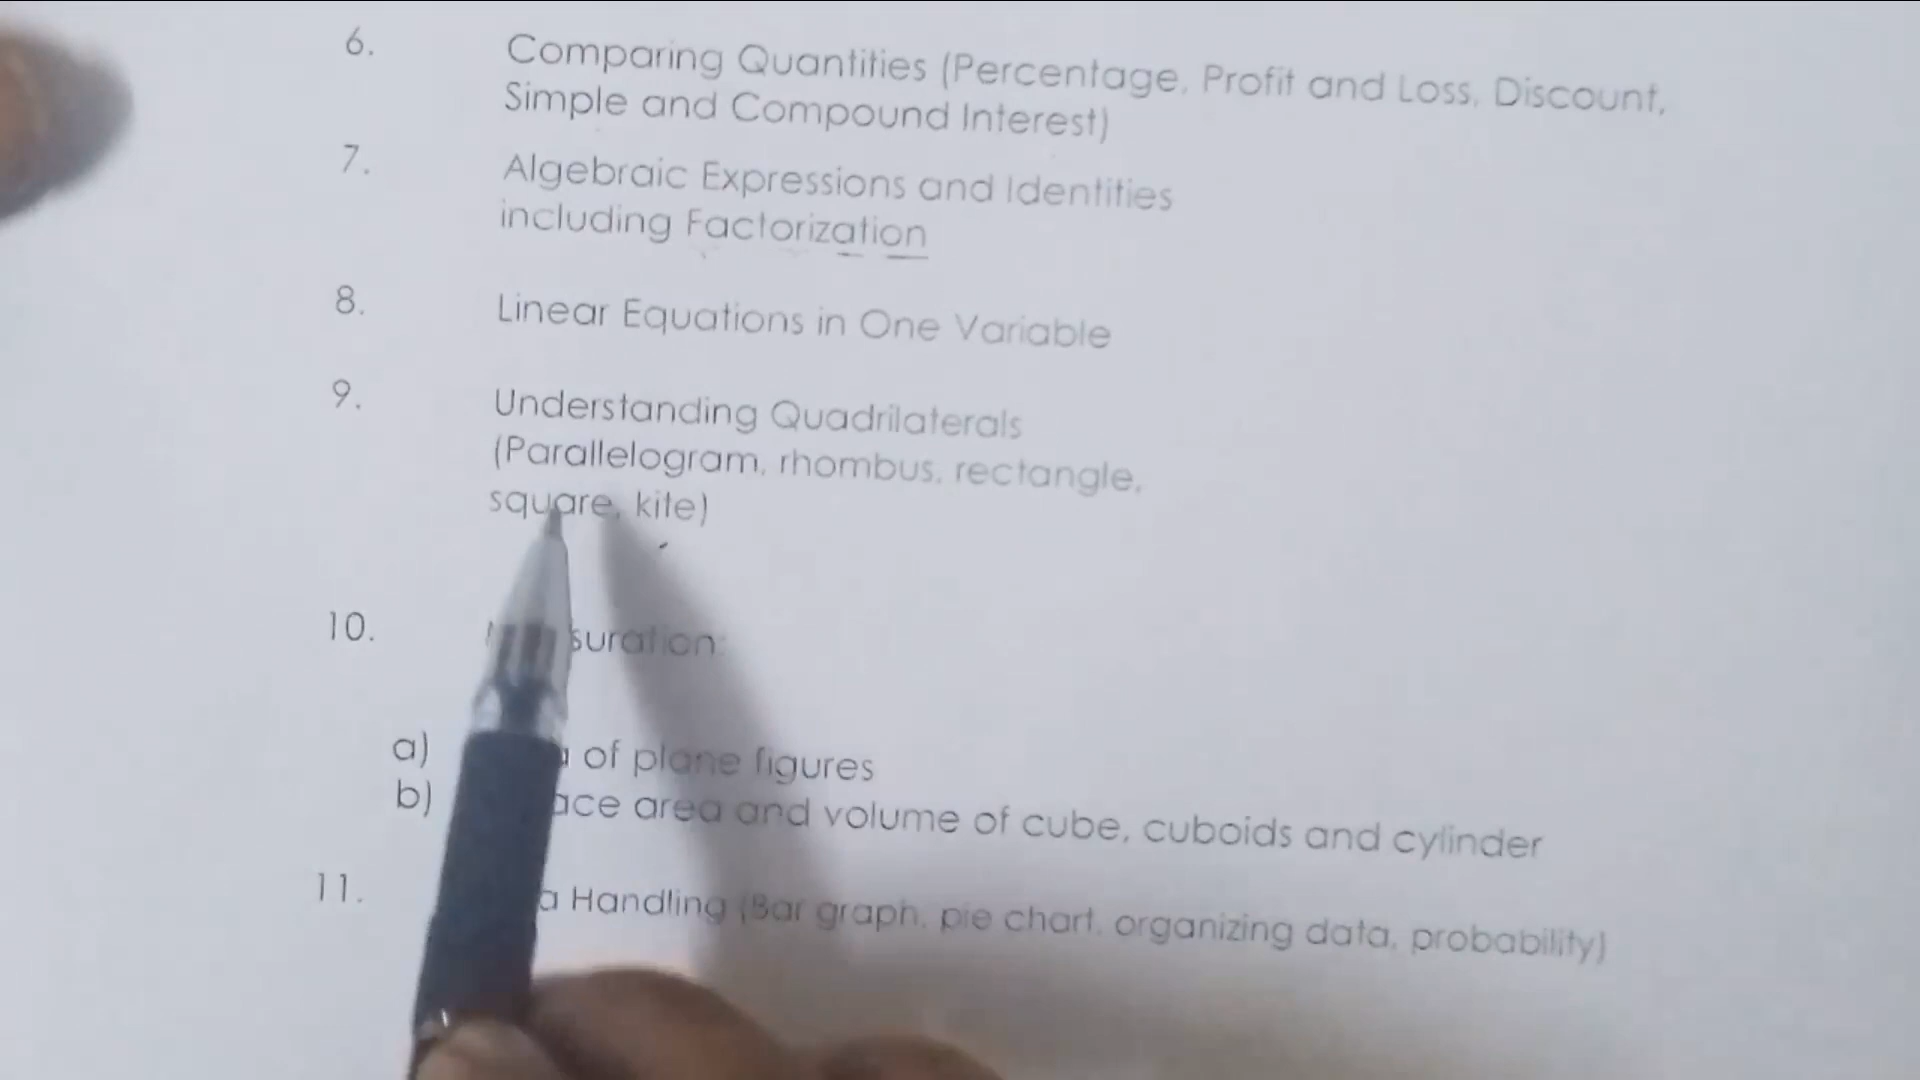 6. Comparing Quantities (Percentage, Profit and Loss, Discount,
Simple and Compound Interest)
7. Algebraic Expressions and Identities
including Factorization
8. Linear Equations in One Variable
9. Understanding Quadrilaterals
(Parallelogram, rhombus, rectangle,
square, kite)
10. suration:
a) of plane figures
b) ace area and volume of cube, cuboids and cylinder
11. a Handling (Bar graph, pie chart, organizing data, probability)